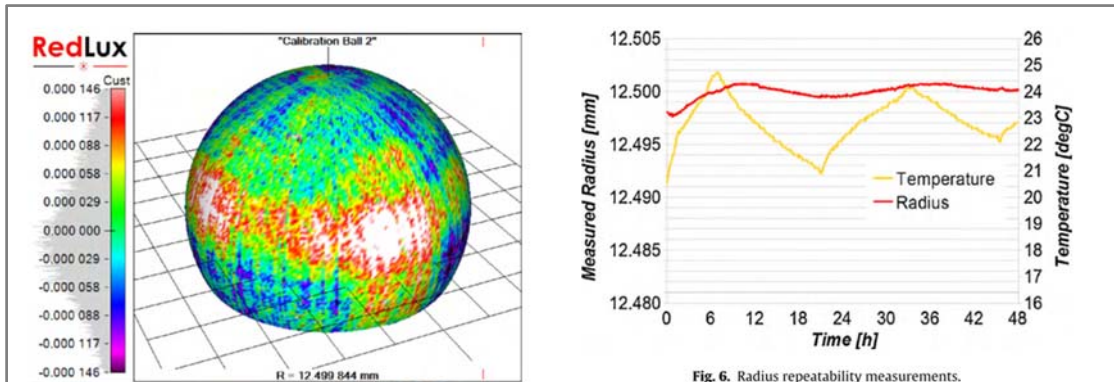 RedLux
Cust
0.000 146
0.000 115
0.000 088
0.000 058
0.000 029
0.000 000
-0.000 029
-0.000 058
-0.000 088
-0.000 115
-0.000 146
"Calibration Ball 2"
R = 12 499 844 mm
Measured Radius [mm]
12.505
12.500
12.495
12.490
12.485
12.480
26
25
24
23
22
21
20
19
18
17
16
Temperature [degC]
Temperature
Radius
0 6 12 18 24 30 36 42 48
Time [h]
Fig. 6. Radius repeatability measurements.